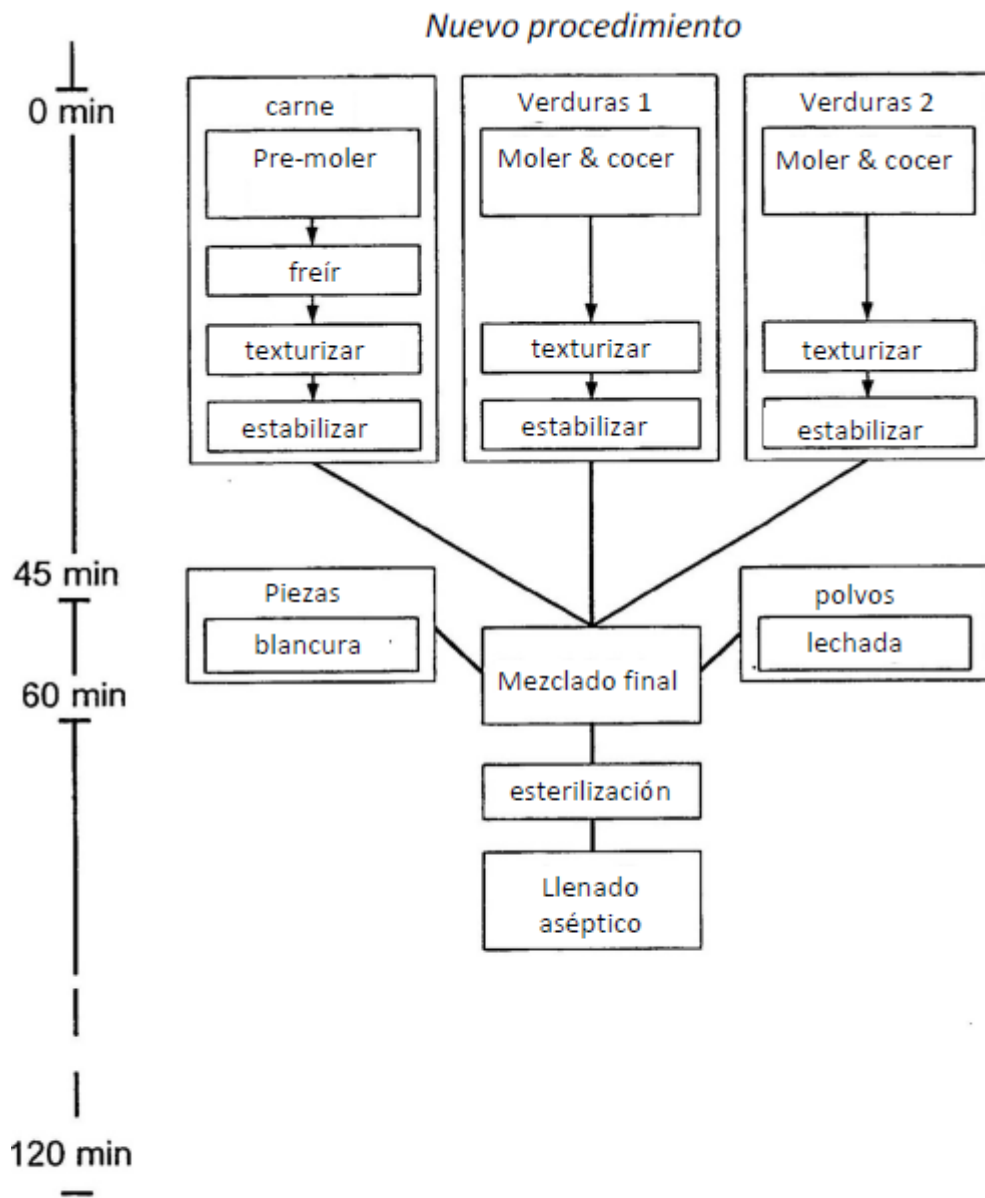 Nuevo procedimiento
0 min
carne
Verduras 1
Verduras 2
Pre-moler
Moler & cocer
Moler & cocer
freír
texturizar
texturizar
texturizar
estabilizar
estabilizar
estabilizar
45 min
Piezas
blancura
polvos
lechada
Mezclado final
60 min
esterilización
Llenado
aséptico
120 min